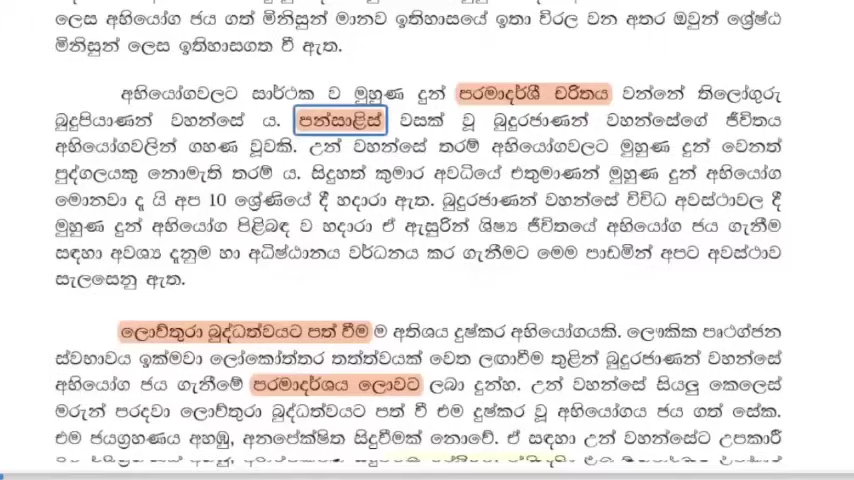 ලෙස අභියෝග ජය ගත් මිනිසුන් මානව ඉතිහාසයේ ඉතා විරල වන අතර ඔවුන් ශ්‍රේෂ්ඨ
මිනිසුන් ලෙස ඉතිහාසගත වී ඇත.
අභියෝගවලට සාර්ථක ව මුහුණ දුන් පරමාදර්ශී චරිතය වන්නේ තිලෝගුරු
බුදුපියාණන් වහන්සේ ය. පන්සාළිස් වසක් වූ බුදුරජාණන් වහන්සේගේ ජීවිතය
අභියෝගවලින් ගහණ වූවකි. උන් වහන්සේ තරම් අභියෝගවලට මුහුණ දුන් වෙනත්
පුද්ගලයකු නොමැති තරම් ය. සිදුහත් කුමාර අවධියේ එතුමාණන් මුහුණ දුන් අභියෝග
මොනවා දැ යි අප 10 ශ්‍රේණියේ දී හදාරා ඇත. බුදුරජාණන් වහන්සේ විවිධ අවස්ථාවල දී
මුහුණ දුන් අභියෝග පිළිබඳ ව හදාරා ඒ ඇසුරින් ශිෂ්‍ය ජීවිතයේ අභියෝග ජය ගැනීම
සඳහා අවශ්‍ය දැනුම හා අධිෂ්ඨානය වර්ධනය කර ගැනීමට මෙම පාඩමින් අපට අවස්ථාව
සැලසෙනු ඇත.
ලොව්තුරා බුද්ධත්වයට පත් වීම ම අතිශය දුෂ්කර අභියෝගයකි. ලෞකික පෘථග්ජන
ස්වභාවය ඉක්මවා ලෝකෝත්තර තත්ත්වයක් වෙත ළඟාවීම තුළින් බුදුරජාණන් වහන්සේ
අභියෝග ජය ගැනීමේ පරමාදර්ශය ලොවට ලබා දුන්හ. උන් වහන්සේ සියලු කෙලෙස්
මරුන් පරදවා ලොව්තුරා බුද්ධත්වයට පත් වී එම දුෂ්කර වූ අභියෝගය ජය ගත් සේක.
එම ජයග්‍රහණය අහඹු, අනපේක්ෂිත සිදුවීමක් නොවේ. ඒ සඳහා උන් වහන්සේට උපකාරී